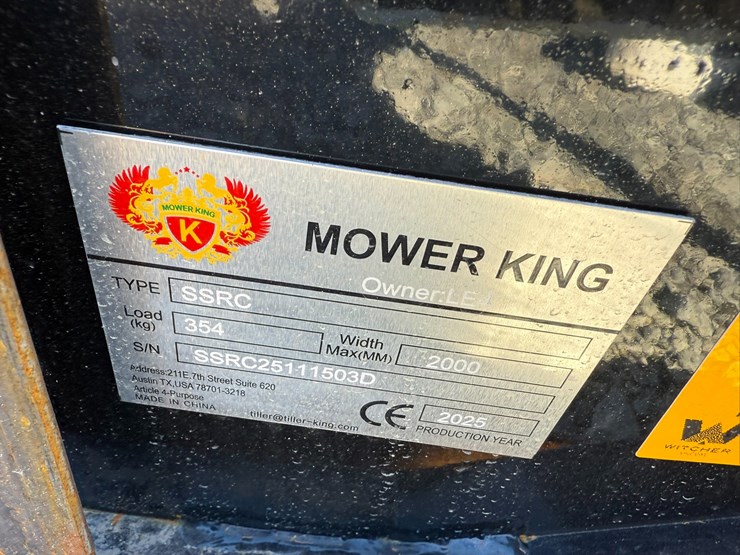 MOWER KING
K
MOWER KING
TYPE SSRC
Load (kg) 354
Width Max(MM) 2000
S/N SSRC25111503D
Address:211E.7th Street Suite 620
Austin TX,USA 78701-3218
Article 4-Purpose
MADE IN CHINA
tiller@tiller-king.com
CE
2025
PRODUCTION YEAR
WITCHER